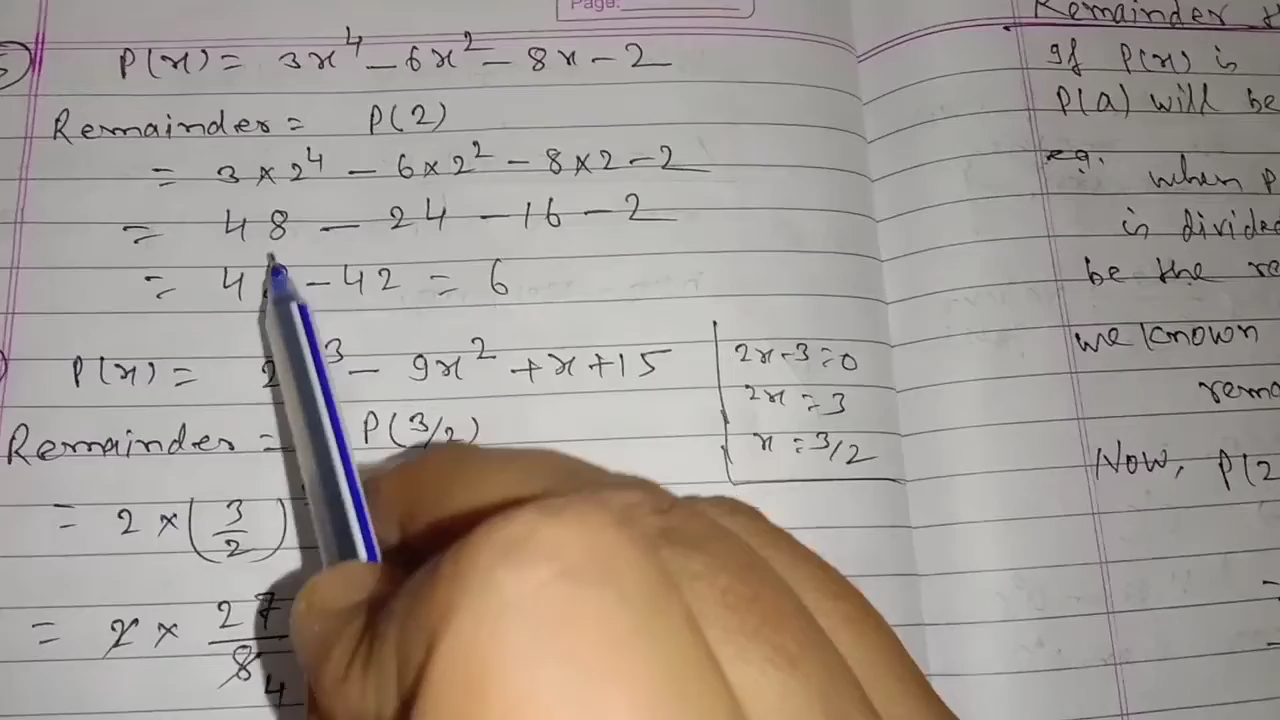 Page:
P(x) = 3x⁴ - 6x² - 8x - 2
Remainder = P(2)
= 3 × 2⁴ - 6 × 2² - 8 × 2 - 2
= 48 - 24 - 16 - 2
= 4 - 42 = 6
P(x) = 2 ³ - 9x² + x + 15
Remainder = P(3/2)
= 2 × (3/2)
= 2 × 27/8 4
2x - 3 = 0
2x = 3
x = 3/2
Remainder
If P(x) is
P(a) will be
eg. when P
is divided
be the re
we known
rema
Now, P(2